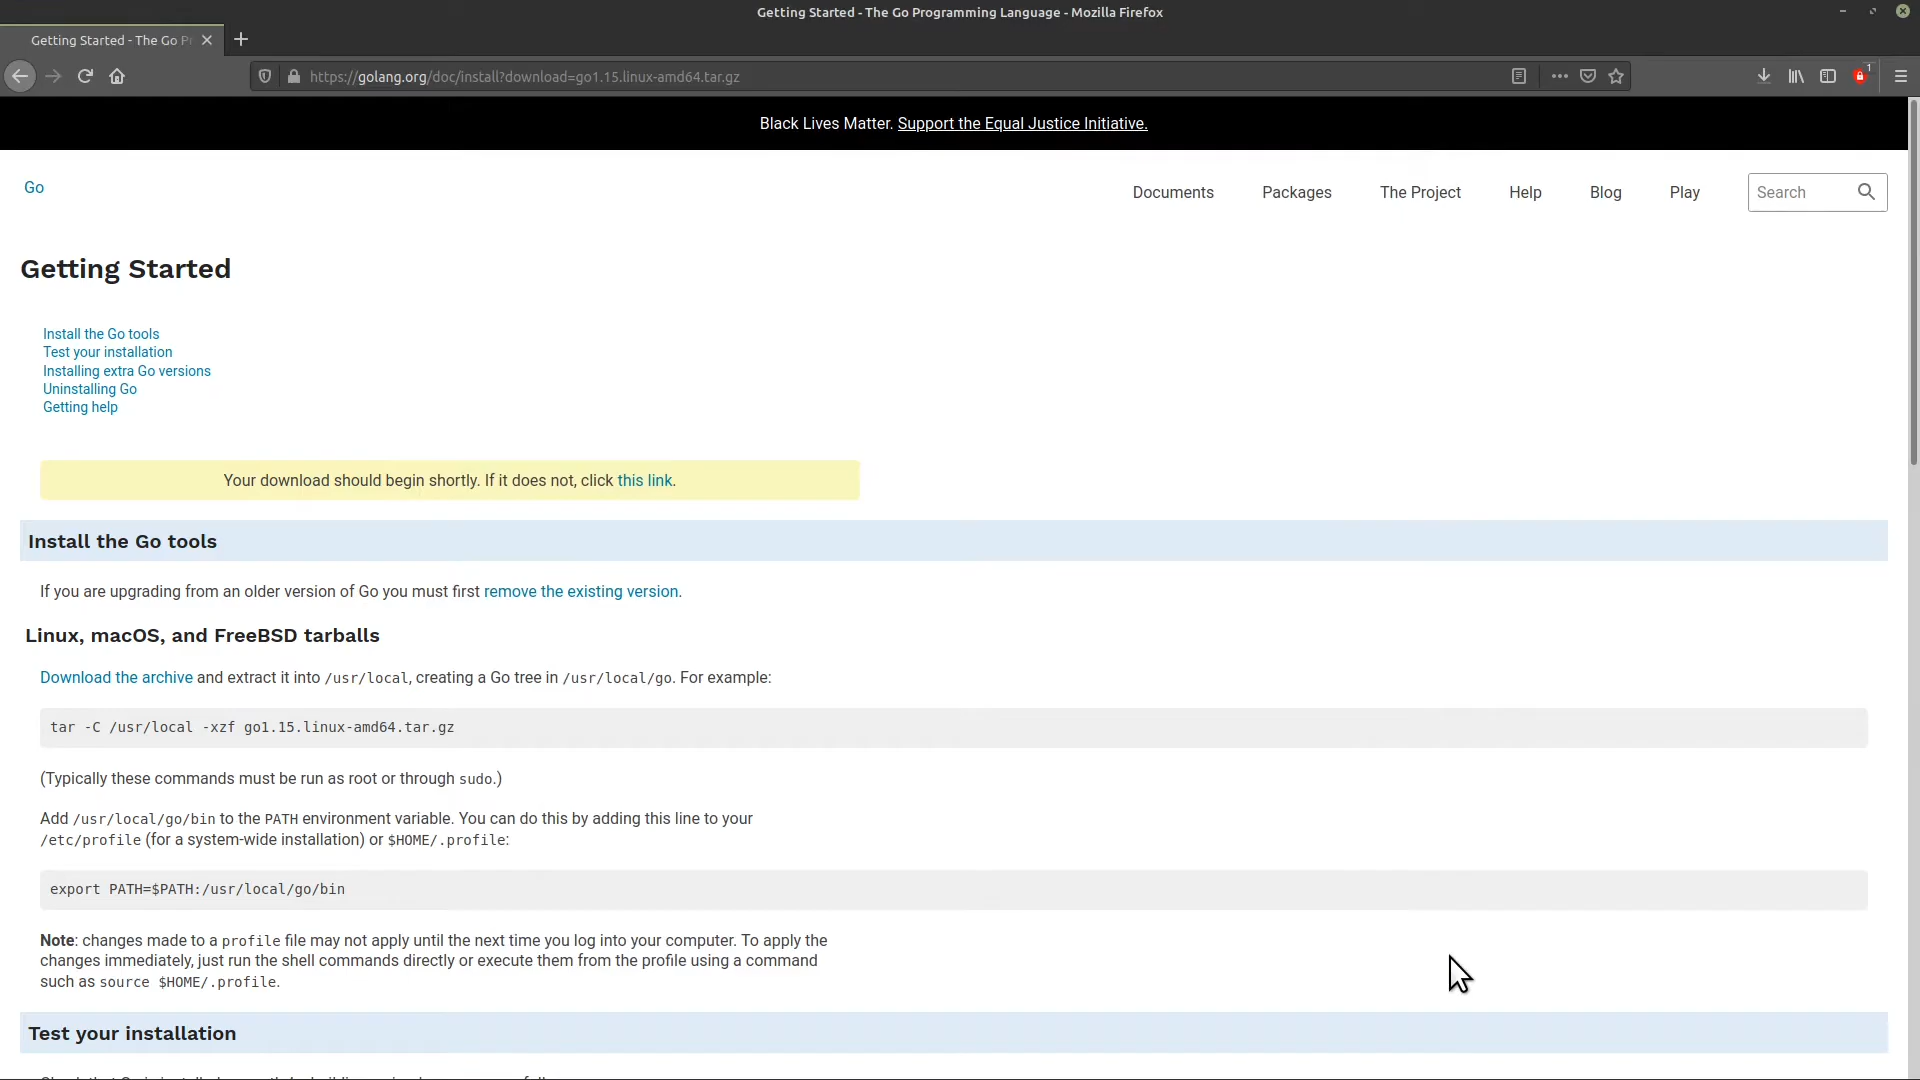 Getting Started - The Go Programming Language - Mozilla Firefox
Getting Started - The Go P
https://golang.org/doc/install?download=go1.15.linux-amd64.tar.gz
1
Black Lives Matter. Support the Equal Justice Initiative.
Go
Documents
Packages
The Project
Help
Blog
Play
Search
Getting Started
Install the Go tools
Test your installation
Installing extra Go versions
Uninstalling Go
Getting help
Your download should begin shortly. If it does not, click this link.
Install the Go tools
If you are upgrading from an older version of Go you must first remove the existing version.
Linux, macOS, and FreeBSD tarballs
Download the archive and extract it into /usr/local, creating a Go tree in /usr/local/go. For example:
tar -C /usr/local -xzf go1.15.linux-amd64.tar.gz
(Typically these commands must be run as root or through sudo.)
Add /usr/local/go/bin to the PATH environment variable. You can do this by adding this line to your
/etc/profile (for a system-wide installation) or $HOME/.profile:
export PATH=$PATH:/usr/local/go/bin
Note: changes made to a profile file may not apply until the next time you log into your computer. To apply the
changes immediately, just run the shell commands directly or execute them from the profile using a command
such as source $HOME/.profile.
Test your installation